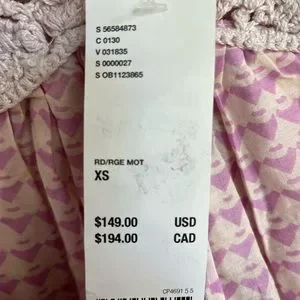 S 56584873
C 0130
V 031835
S 0000027
S OB1123865
RD/RGE MOT
XS
$149.00 USD
$194.00 CAD
CP4691 5 5